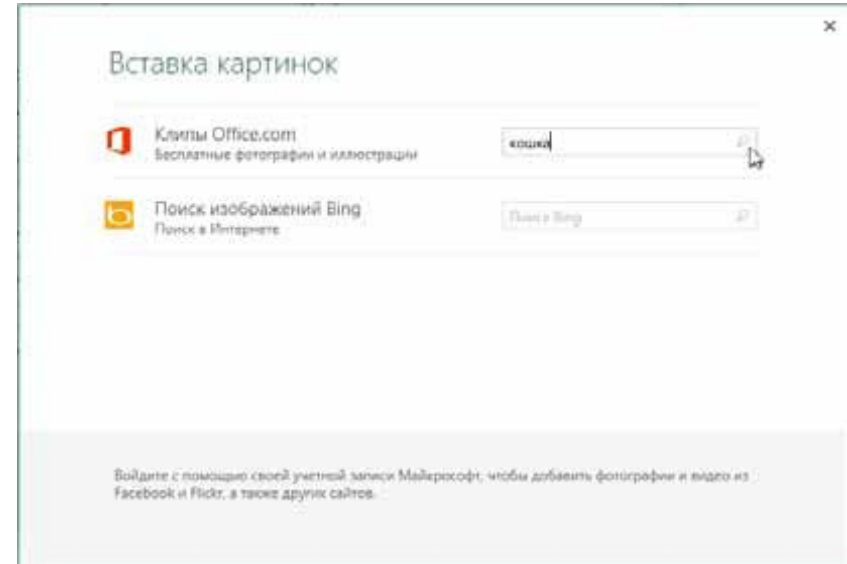 Вставка картинок
Клипы Office.com
Бесплатные фотографии и иллюстрации
кошка
Поиск изображений Bing
Поиск в Интернете
Поиск Bing
Войдите с помощью своей учетной записи Майкрософт, чтобы добавить фотографии и видео из
Facebook и Flickr, а также других сайтов.